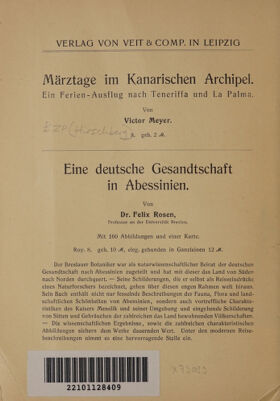 VERLAG VON VEIT & COMP. IN LEIPZIG
Märztage im Kanarischen Archipel.
Ein Ferien-Ausflug nach Teneriffa und La Palma.
Von
Victor Meyer.
8. geh. 2 ℳ.
ZZP (Hirschberg
Eine deutsche Gesandtschaft
in Abessinien.
Von
Dr. Felix Rosen,
Professor an der Universität Breslau.
Mit 160 Abbildungen und einer Karte.
Roy. 8. geh. 10 ℳ, eleg. gebunden in Ganzleinen 12 ℳ.
Der Breslauer Botaniker war als naturwissenschaftlicher Beirat der deutschen
Gesandtschaft nach Abessinien zugeteilt und hat mit dieser das Land von Süden
nach Norden durchquert. — Seine Schilderungen, die er selbst als Reiseeindrücke
eines Naturforschers bezeichnet, gehen über diesen engen Rahmen weit hinaus.
Sein Buch enthält nicht nur fesselnde Beschreibungen der Fauna, Flora und land-
schaftlichen Schönheiten von Abessinien, sondern auch vortreffliche Charakte-
ristiken des Kaisers Menilik und seiner Umgebung und eingehende Schilderung
von Sitten und Gebräuchen der zahlreichen das Land bewohnenden Völkerschaften.
— Die wissenschaftlichen Ergebnisse, sowie die zahlreichen charakteristischen
Abbildungen sichern dem Werke dauernden Wert. Unter den modernen Reise-
beschreibungen nimmt es eine hervorragende Stelle ein.
22101128409